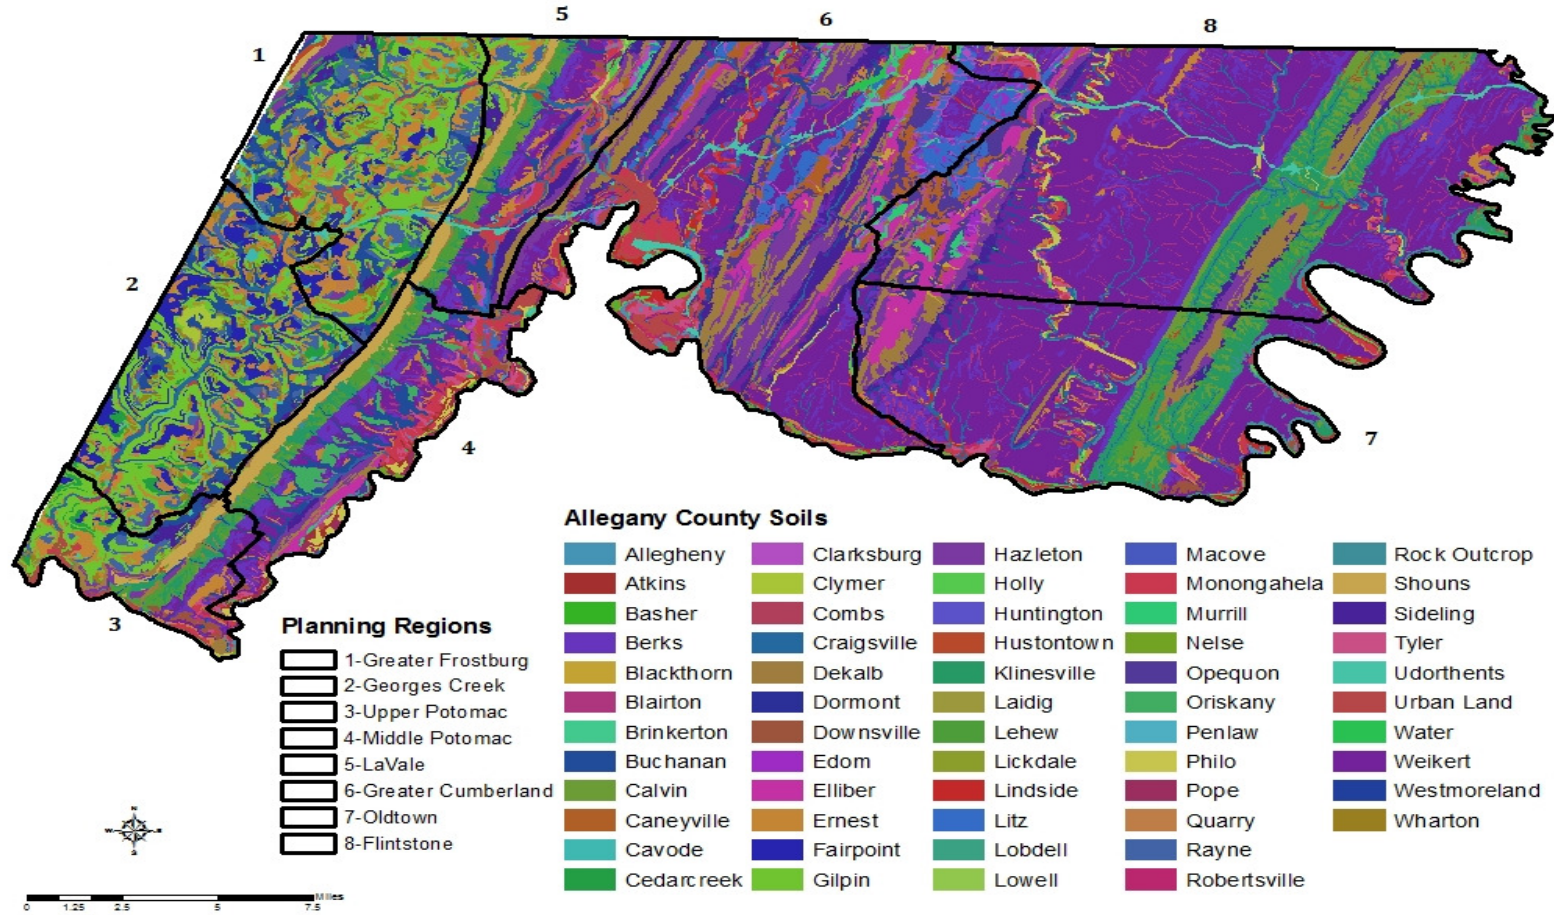 5
6
8
1
2
4
7
3
Allegany County Soils
Allegheny
Atkins
Basher
Berks
Blackthorn
Blairton
Brinkerton
Buchanan
Calvin
Caneyville
Cavode
Cedarcreek
Clarksburg
Clymer
Combs
Craigsville
Dekalb
Dormont
Downsville
Edom
Elliber
Ernest
Fairpoint
Gilpin
Hazleton
Holly
Huntington
Hustontown
Klinesville
Laidig
Lehew
Lickdale
Lindside
Litz
Lobdell
Lowell
Macove
Monongahela
Murrill
Nelse
Opequon
Oriskany
Penlaw
Philo
Pope
Quarry
Rayne
Robertsville
Rock Outcrop
Shouns
Sideling
Tyler
Udorthents
Urban Land
Water
Weikert
Westmoreland
Wharton
Planning Regions
1-Greater Frostburg
2-Georges Creek
3-Upper Potomac
4-Middle Potomac
5-LaVale
6-Greater Cumberland
7-Oldtown
8-Flintstone
N
W E
S
Miles
0 1.25 2.5 5 7.5